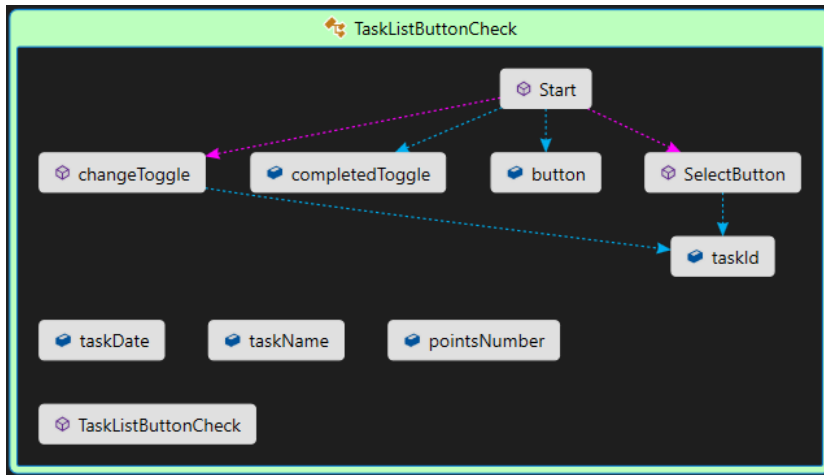 TaskListButtonCheck
Start
changeToggle
completedToggle
button
SelectButton
taskId
taskDate
taskName
pointsNumber
TaskListButtonCheck